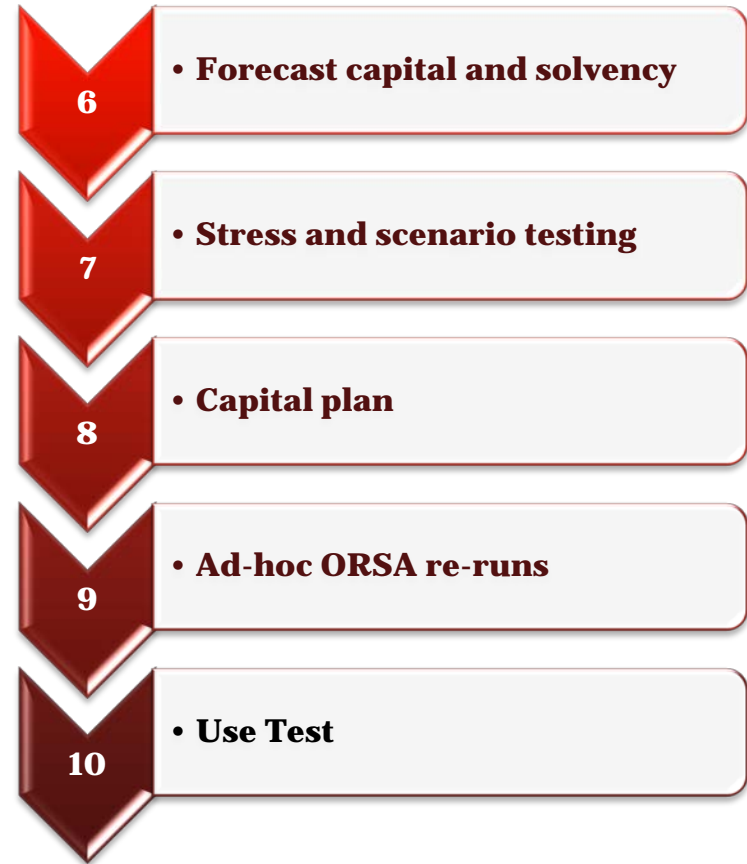 6
• Forecast capital and solvency
7
• Stress and scenario testing
8
• Capital plan
9
• Ad-hoc ORSA re-runs
10
• Use Test